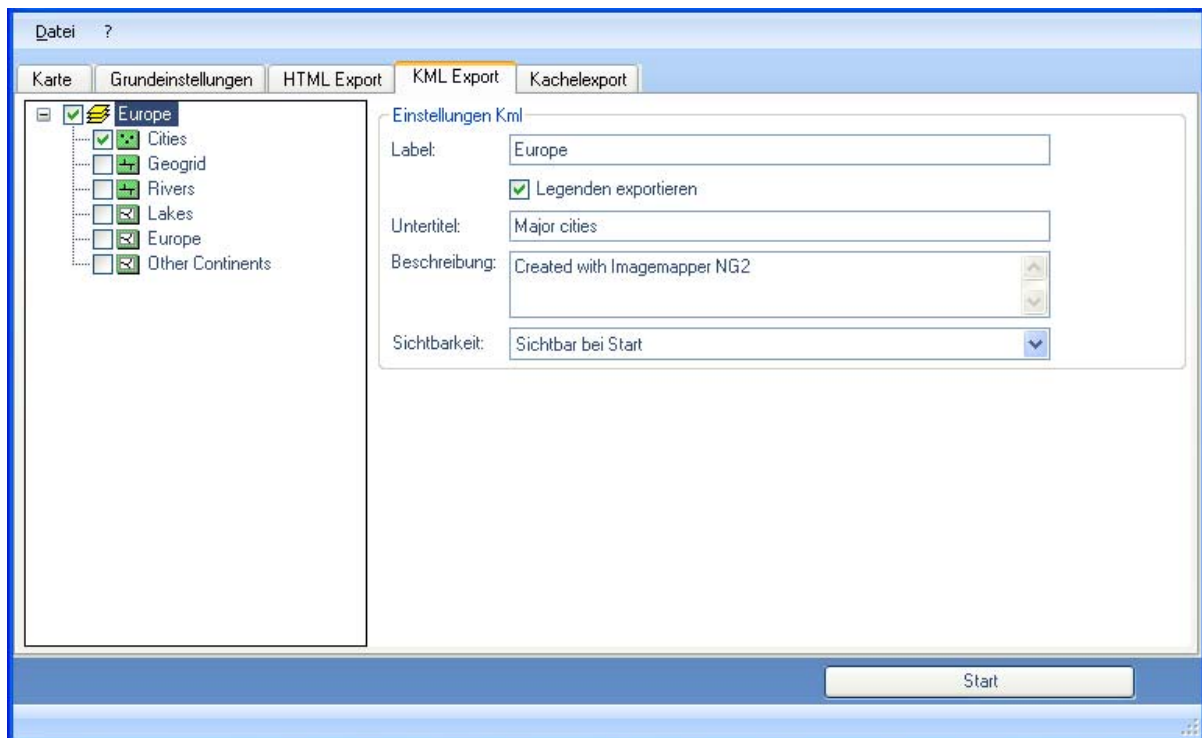 Datei ?
Karte Grundeinstellungen HTML Export KML Export Kachelexport
Europe
Cities
Geogrid
Rivers
Lakes
Europe
Other Continents
Einstellungen Kml
Label: Europe
Legenden exportieren
Untertitel: Major cities
Beschreibung: Created with Imagemapper NG2
Sichtbarkeit: Sichtbar bei Start
Start